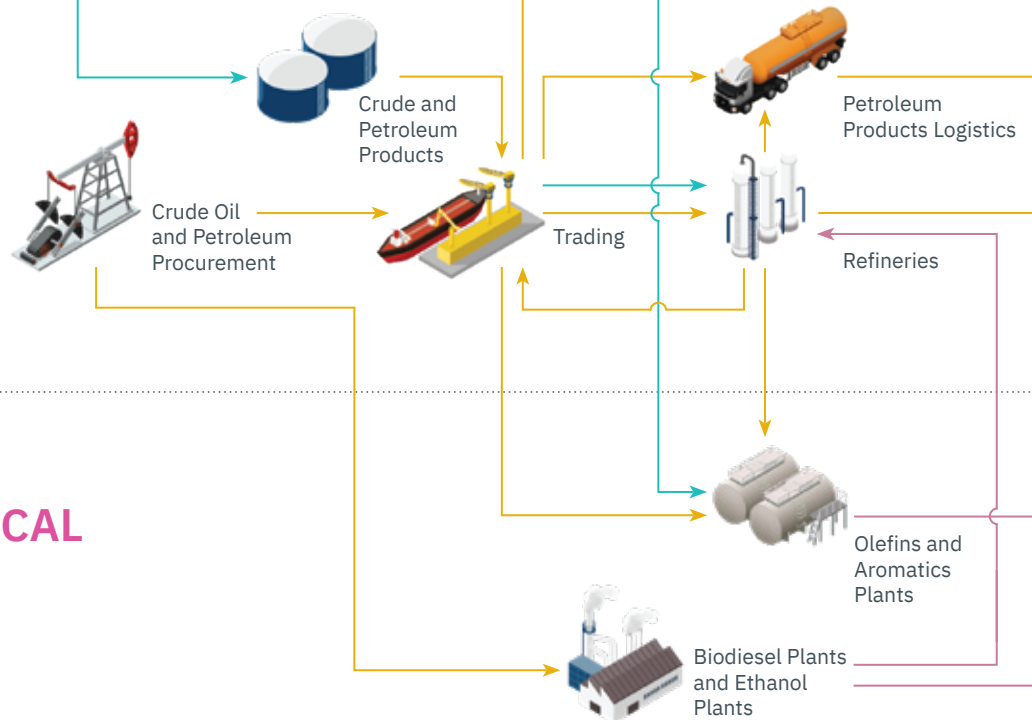 Crude and
Petroleum
Products
Petroleum
Products Logistics
Crude Oil
and Petroleum
Procurement
Trading
Refineries
CAL
Olefins and
Aromatics
Plants
Biodiesel Plants
and Ethanol
Plants